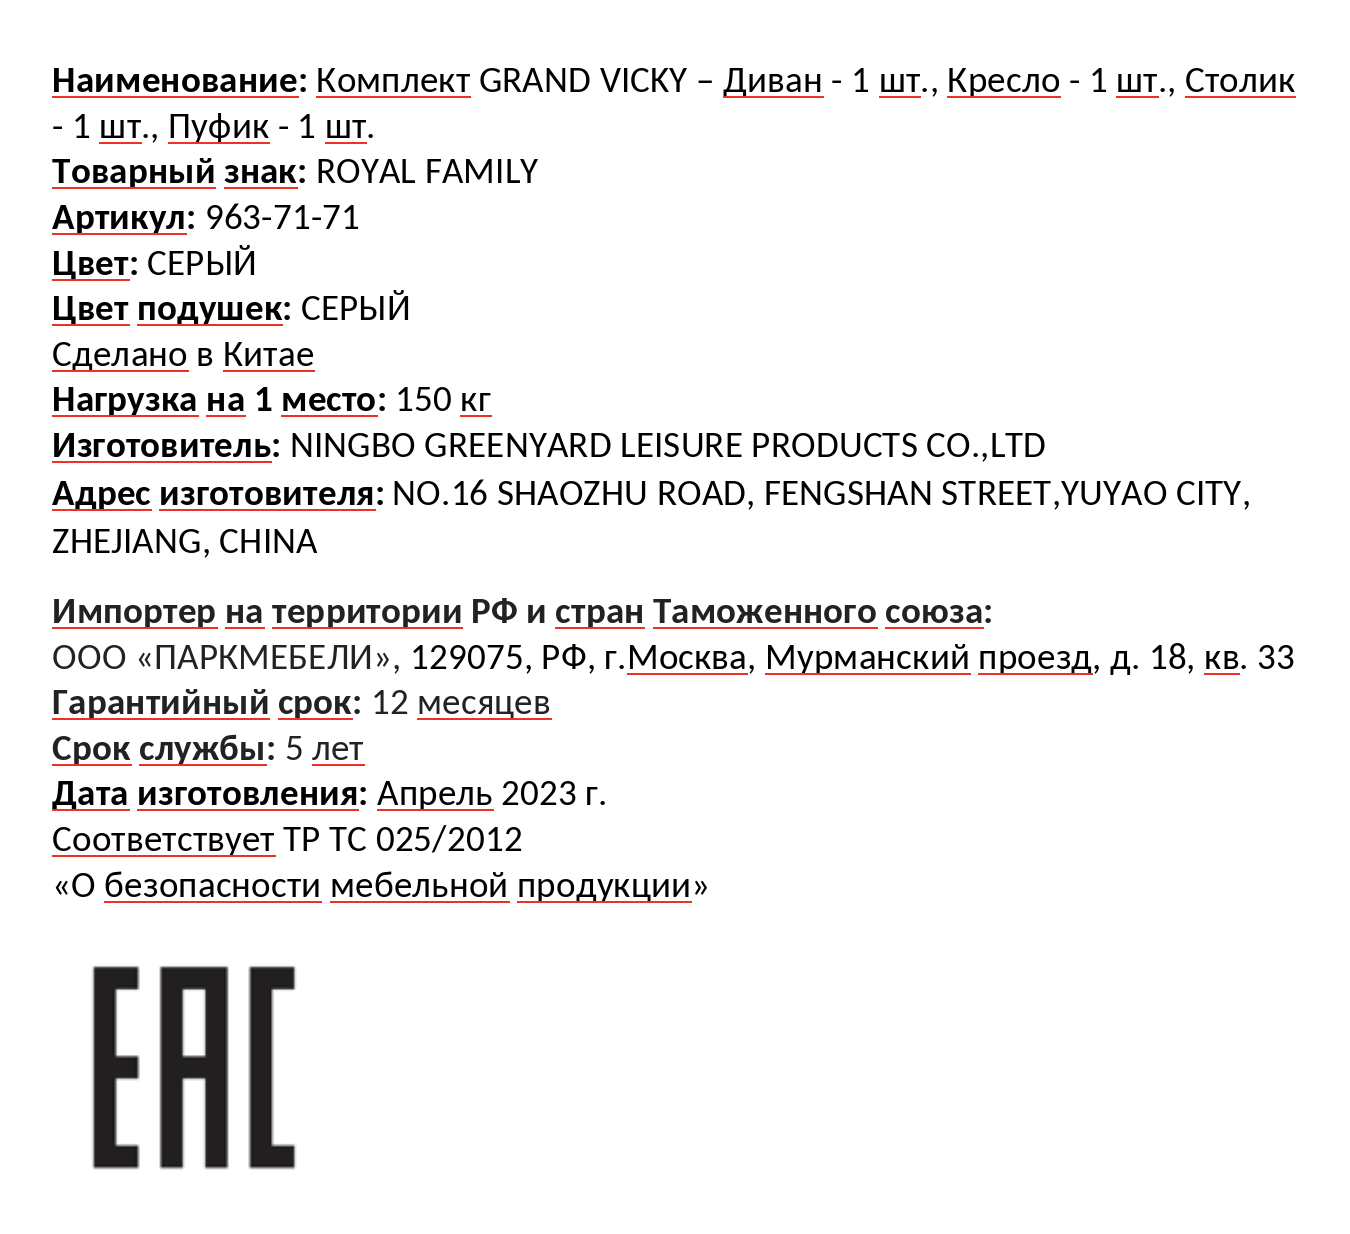 Наименование: Комплект GRAND VICKY – Диван - 1 шт., Кресло - 1 шт., Столик
- 1 шт., Пуфик - 1 шт.
Товарный знак: ROYAL FAMILY
Артикул: 963-71-71
Цвет: СЕРЫЙ
Цвет подушек: СЕРЫЙ
Сделано в Китае
Нагрузка на 1 место: 150 кг
Изготовитель: NINGBO GREENYARD LEISURE PRODUCTS CO.,LTD
Адрес изготовителя: NO.16 SHAOZHU ROAD, FENGSHAN STREET,YUYAO CITY,
ZHEJIANG, CHINA
Импортер на территории РФ и стран Таможенного союза:
ООО «ПАРКМЕБЕЛИ», 129075, РФ, г.Москва, Мурманский проезд, д. 18, кв. 33
Гарантийный срок: 12 месяцев
Срок службы: 5 лет
Дата изготовления: Апрель 2023 г.
Соответствует ТР ТС 025/2012
«О безопасности мебельной продукции»
EAC